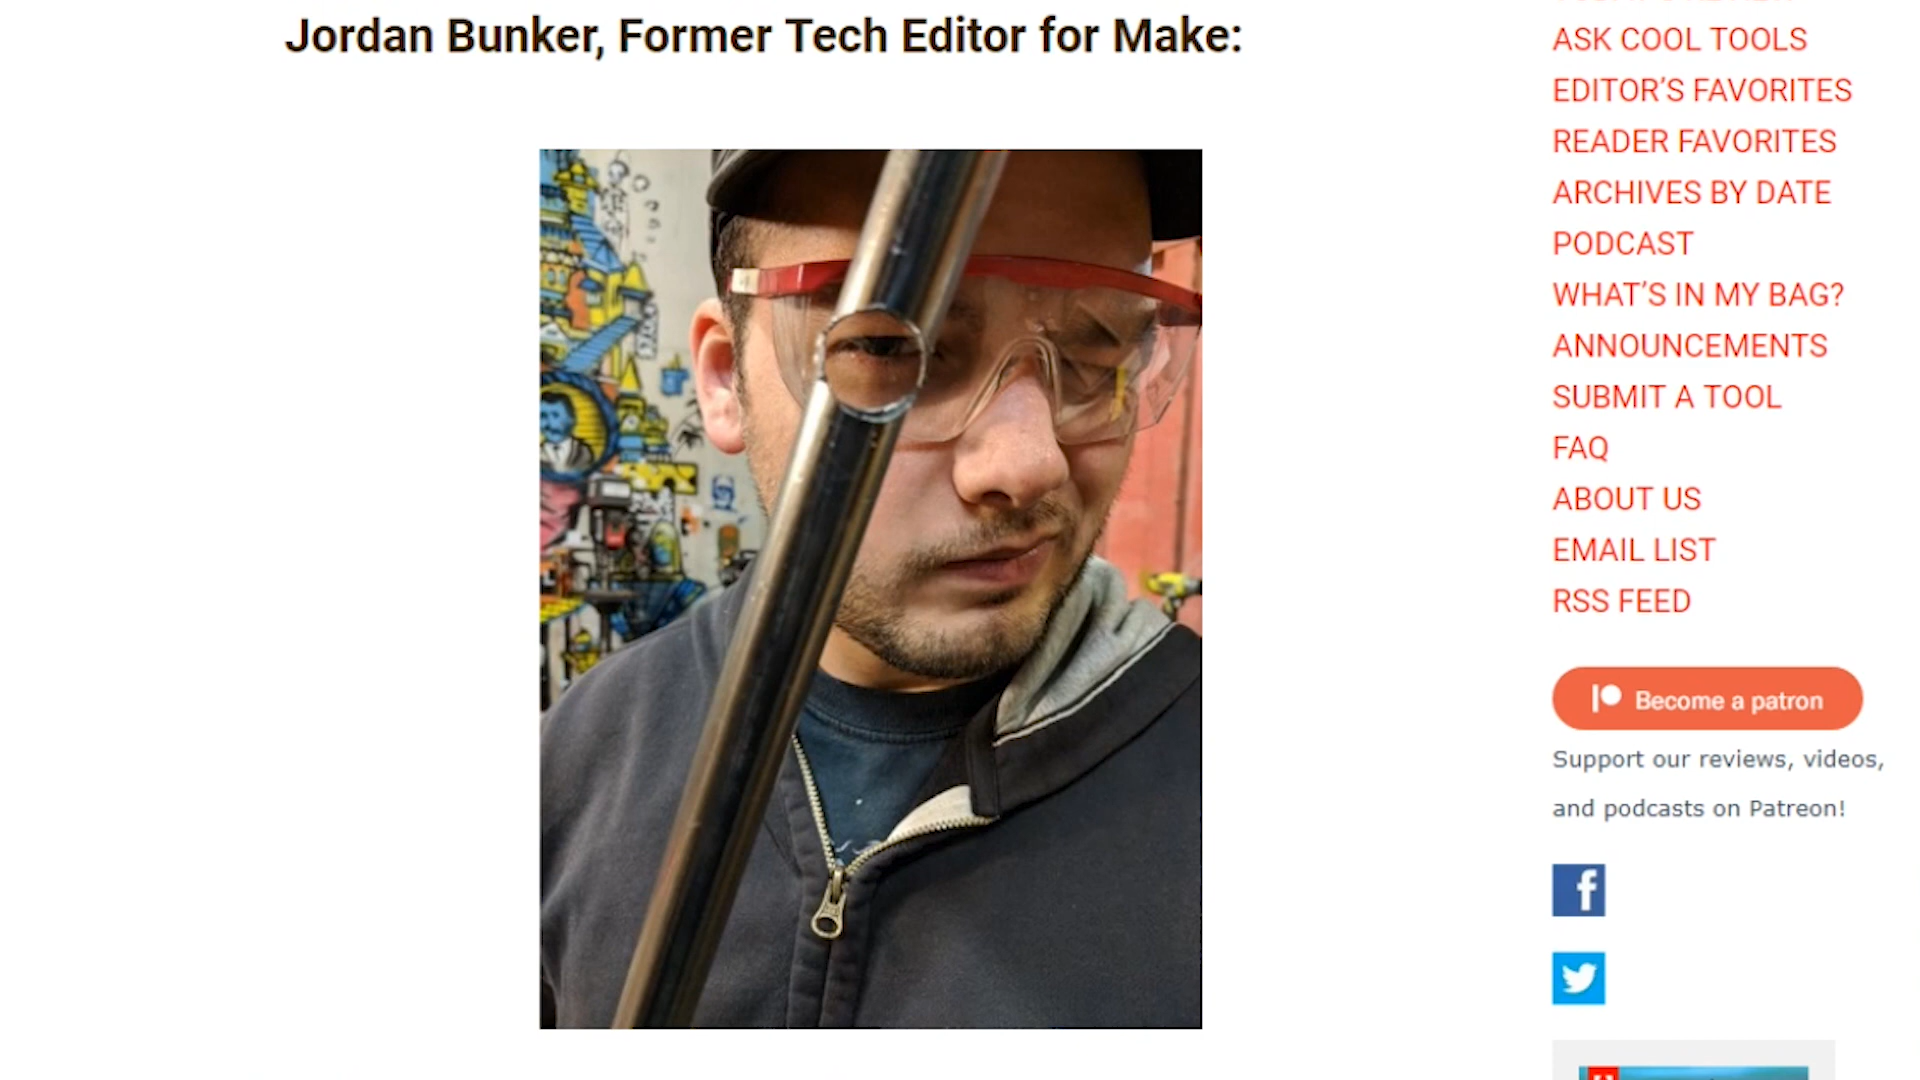 Jordan Bunker, Former Tech Editor for Make:
ASK COOL TOOLS
EDITOR’S FAVORITES
READER FAVORITES
ARCHIVES BY DATE
PODCAST
WHAT’S IN MY BAG?
ANNOUNCEMENTS
SUBMIT A TOOL
FAQ
ABOUT US
EMAIL LIST
RSS FEED
Become a patron
Support our reviews, videos,
and podcasts on Patreon!